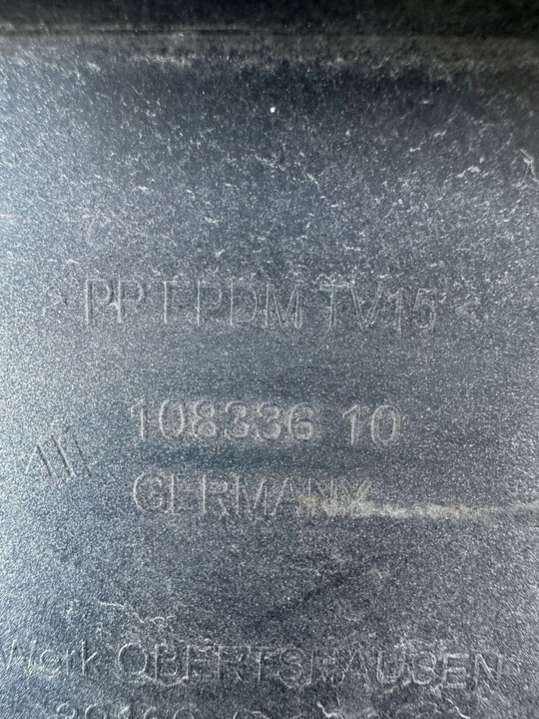 PP EPDM TV15 <
108336 10
GERMANY
Werk OBERTSHAUSEN